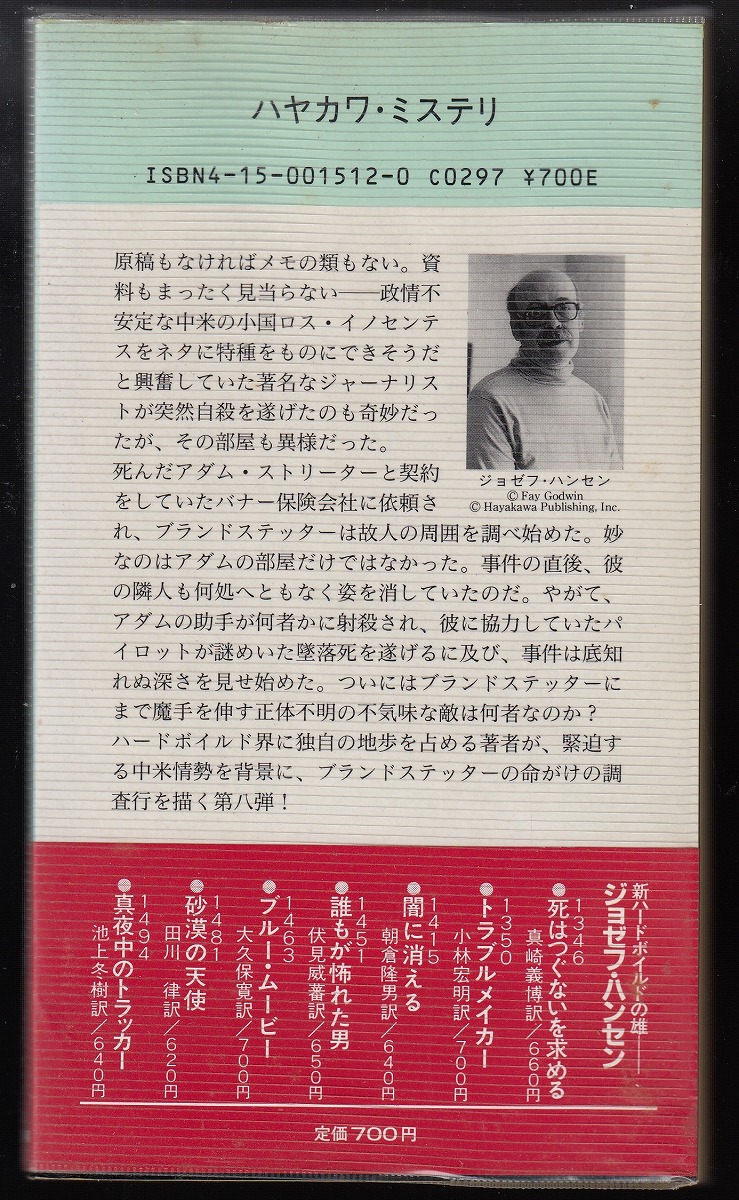 ハヤカワ・ミステリ
ISBN4-15-001512-0 C0297 ¥700E
原稿もなければメモの類もない。資
料もまったく見当らない――政情不
安定な中米の小国ロス・イノセンテ
スをネタに特種をものにできそうだ
と興奮していた著名なジャーナリス
トが突然自殺を遂げたのも奇妙だっ
たが、その部屋も異様だった。
死んだアダム・ストリーターと契約
をしていたバナー保険会社に依頼さ
れ、ブランドステッターは故人の周囲を調べ始めた。妙
なのはアダムの部屋だけではなかった。事件の直後、彼
の隣人も何処へともなく姿を消していたのだ。やがて、
アダムの助手が何者かに射殺され、彼に協力していたパ
イロットが謎めいた墜落死を遂げるに及び、事件は底知
れぬ深さを見せ始めた。ついにはブランドステッターに
まで魔手を伸す正体不明の不気味な敵は何者なのか?
ハードボイルド界に独自の地歩を占める著者が、緊迫す
る中米情勢を背景に、ブランドステッターの命がけの調
査行を描く第八弾!
ジョゼフ・ハンセン
© Fay Godwin
© Hayakawa Publishing, Inc.
新ハードボイルドの雄――
ジョゼフ・ハンセン
1346
●死はつぐないを求める
真崎義博訳/660円
1350
●トラブルメイカー
小林宏明訳/700円
1415
●闇に消える
朝倉隆男訳/640円
1451
●誰もが怖れた男
伏見威蕃訳/650円
1463
●ブルー・ムービー
大久保寛訳/700円
1481
●砂漠の天使
田川 律訳/620円
1494
●真夜中のトラッカー
池上冬樹訳/640円
定価700円